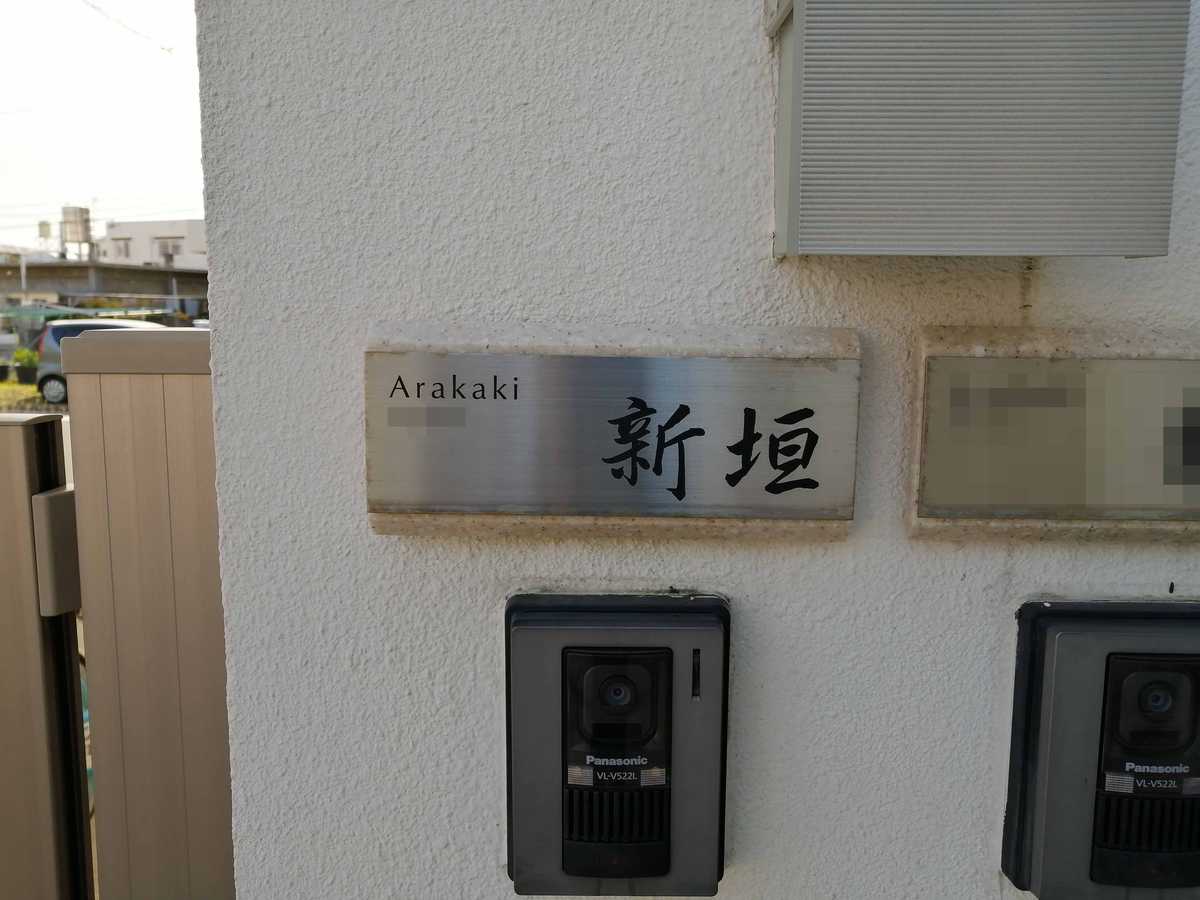 Arakaki
新垣
Panasonic
VL-V522L
Panasonic
VL-V522L